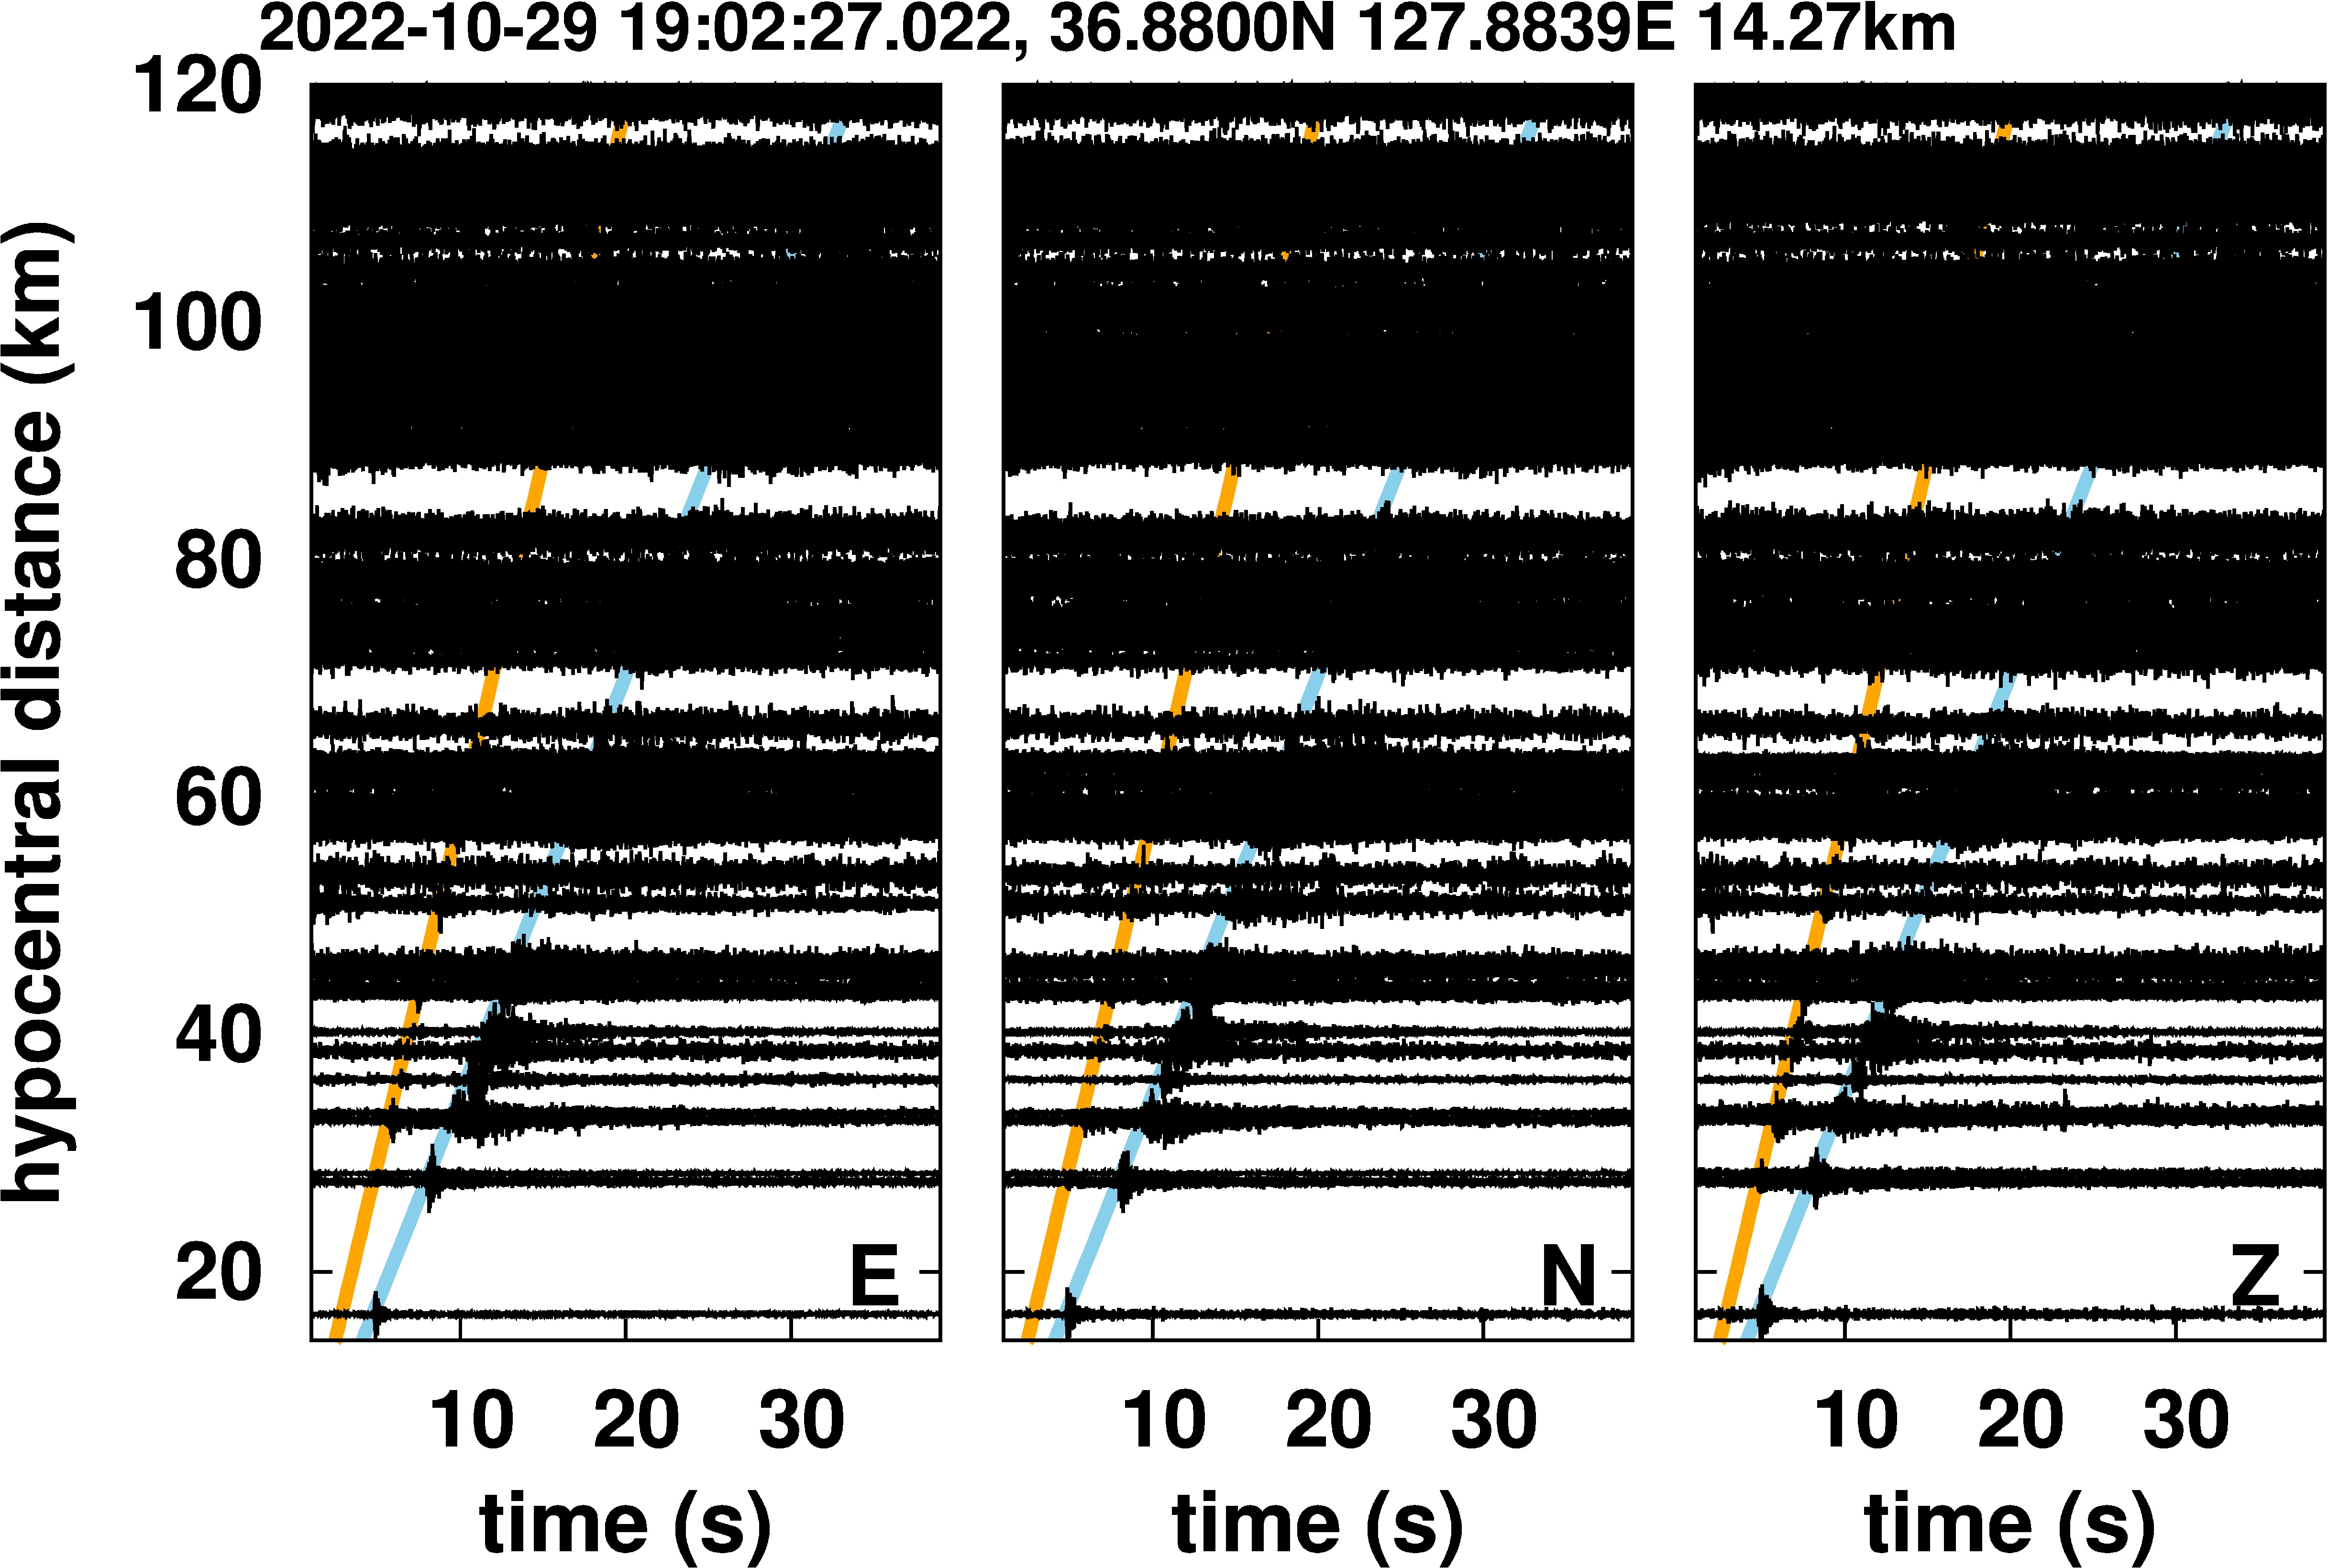 2022-10-29 19:02:27.022, 36.8800N 127.8839E 14.27km
hypocentral distance (km)
120
100
80
60
40
20
E
N
Z
10 20 30
10 20 30
10 20 30
time (s)
time (s)
time (s)